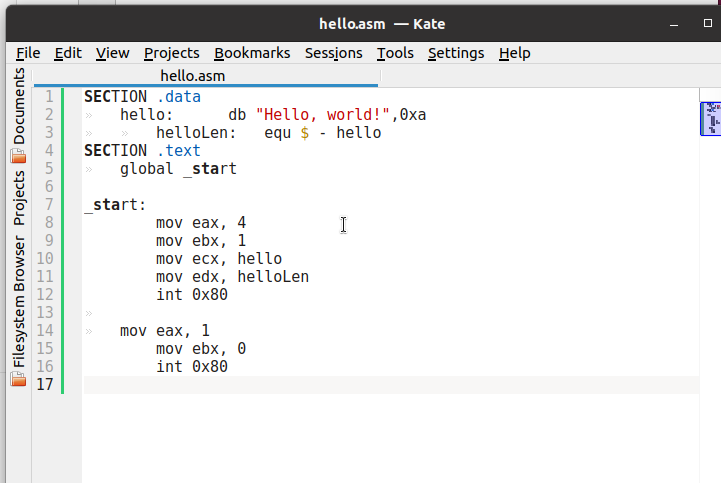 hello.asm — Kate
File Edit View Projects Bookmarks Sessions Tools Settings Help
Documents
Projects
Filesystem Browser
hello.asm
1 SECTION .data
2 » hello: db "Hello, world!",0xa
3 » » helloLen: equ $ - hello
4 SECTION .text
5 » global _start
6
7 _start:
8 mov eax, 4
9 mov ebx, 1
10 mov ecx, hello
11 mov edx, helloLen
12 int 0x80
13 »
14 » mov eax, 1
15 mov ebx, 0
16 int 0x80
17